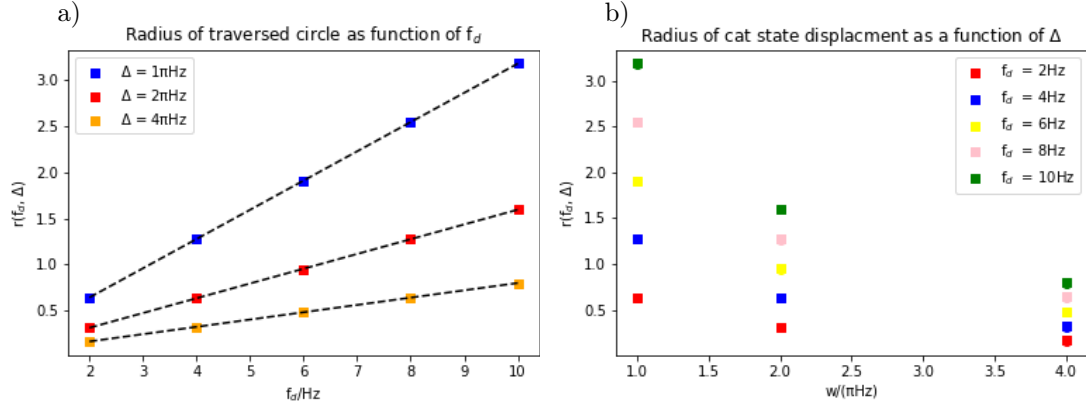 a)
Radius of traversed circle as function of f_d
Δ = 1πHz
Δ = 2πHz
Δ = 4πHz
r(f_d, Δ)
3.0
2.5
2.0
1.5
1.0
0.5
2 3 4 5 6 7 8 9 10
f_d/Hz
b)
Radius of cat state displacment as a function of Δ
f_d = 2Hz
f_d = 4Hz
f_d = 6Hz
f_d = 8Hz
f_d = 10Hz
r(f_d, Δ)
3.0
2.5
2.0
1.5
1.0
0.5
1.0 1.5 2.0 2.5 3.0 3.5 4.0
w/(πHz)